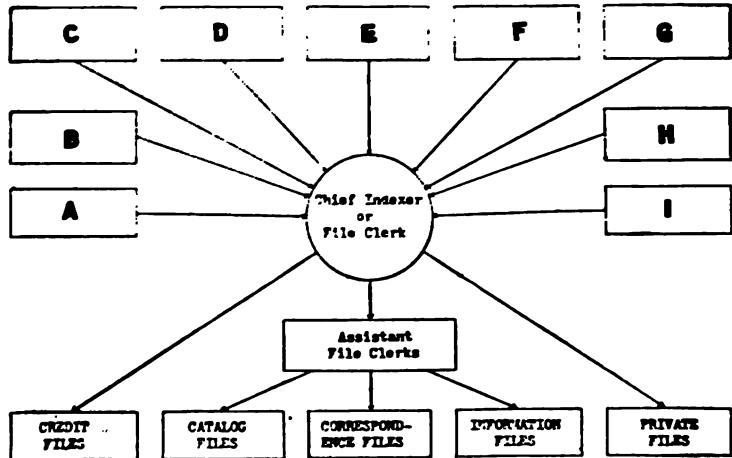 C
D
E
F
G
B
H
A
I
Chief Indexer
or
File Clerk
Assistant
File Clerks
CREDIT
FILES
CATALOG
FILES
CORRESPOND-
ENCE FILES
INFORMATION
FILES
PRIVATE
FILES